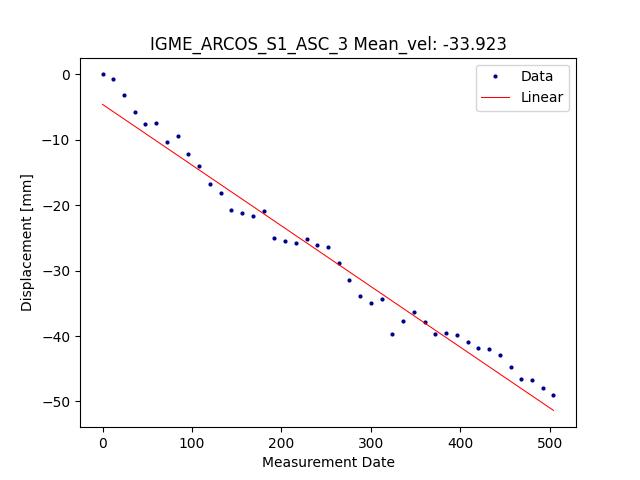 IGME_ARCOS_S1_ASC_3 Mean_vel: -33.923
Data
Linear
0
−10
−20
−30
−40
−50
Displacement [mm]
0 100 200 300 400 500
Measurement Date